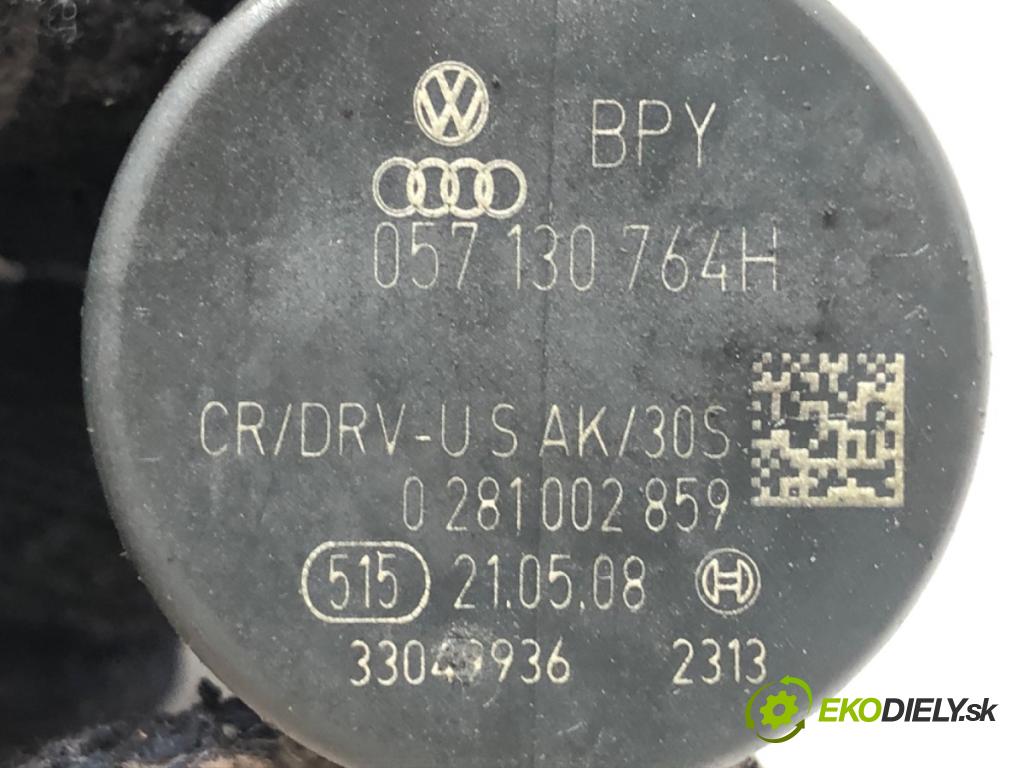 BPY
057 130 764H
CR/DRV-U S AK/30S
0 281 002 859
515 21.05.08
33049936 2313
EKODIELY.sk